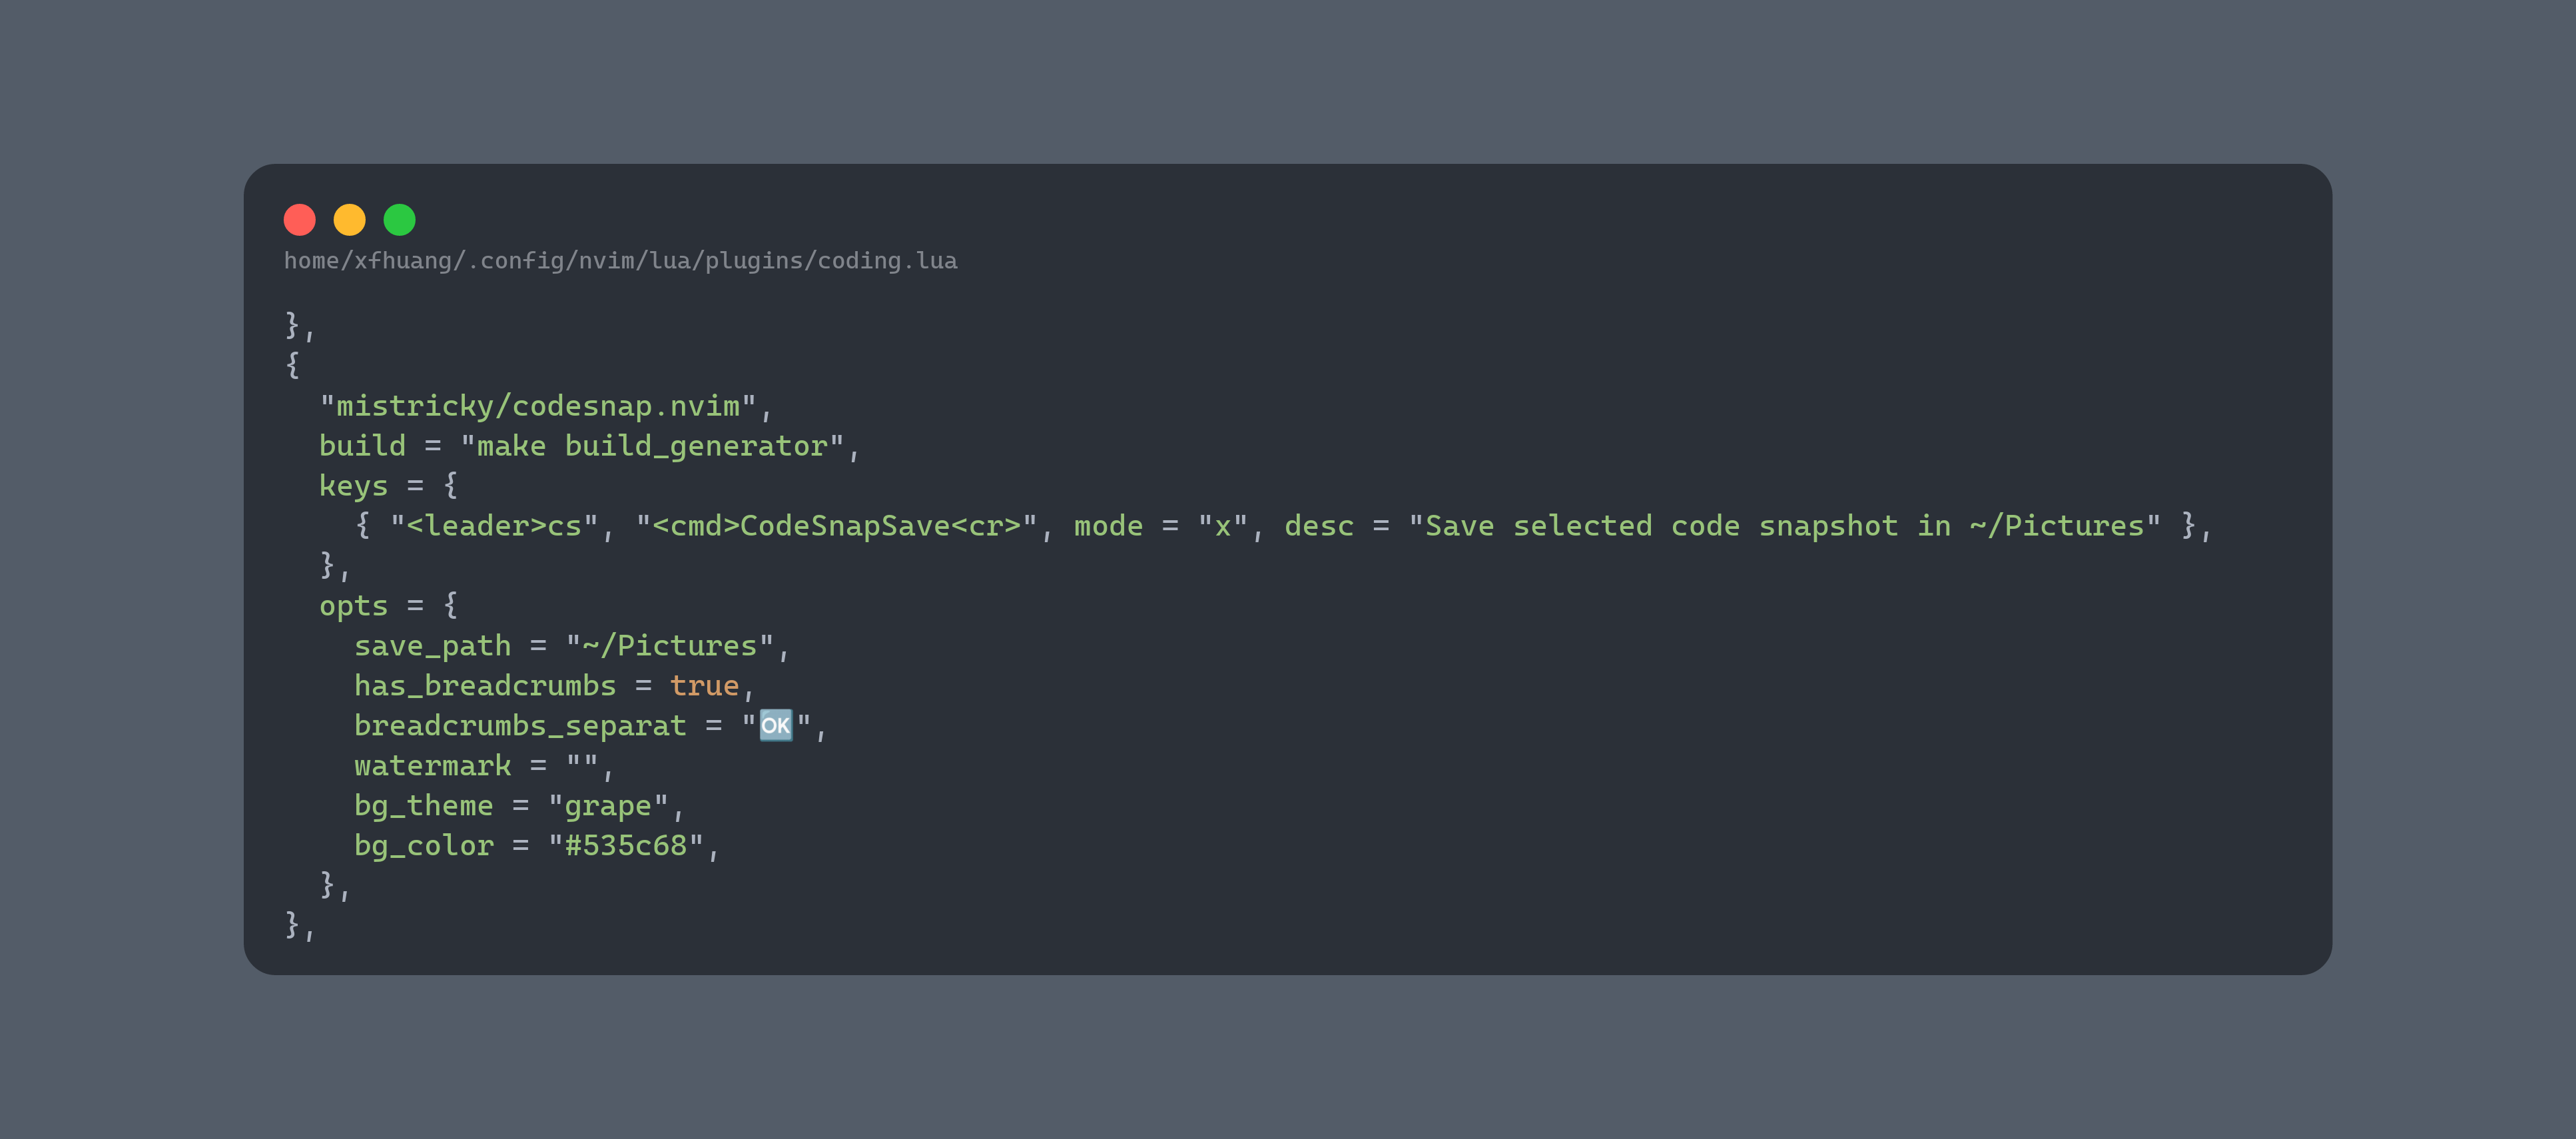 home/xfhuang/.config/nvim/lua/plugins/coding.lua
},
{
  "mistricky/codesnap.nvim",
  build = "make build_generator",
  keys = {
    { "<leader>cs", "<cmd>CodeSnapSave<cr>", mode = "x", desc = "Save selected code snapshot in ~/Pictures" },
  },
  opts = {
    save_path = "~/Pictures",
    has_breadcrumbs = true,
    breadcrumbs_separat = "🆗",
    watermark = "",
    bg_theme = "grape",
    bg_color = "#535c68",
  },
},